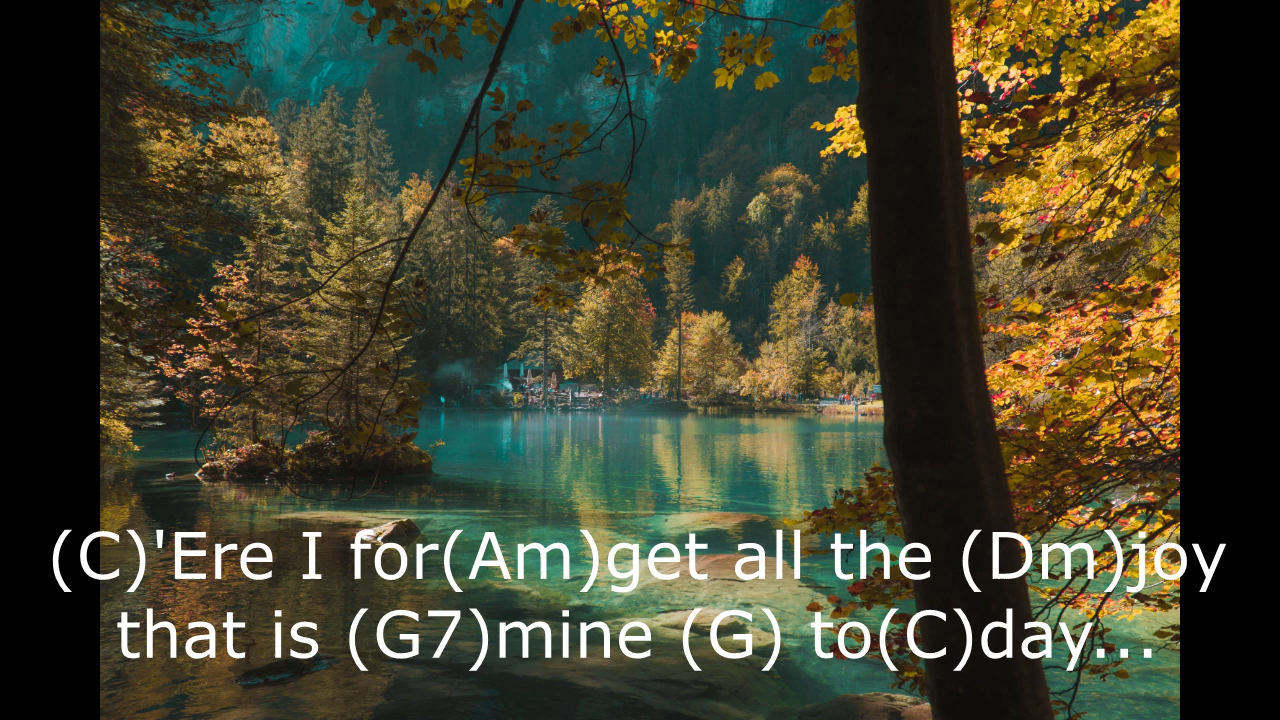 (C)'Ere I for(Am)get all the (Dm)joy
that is (G7)mine (G) to(C)day...